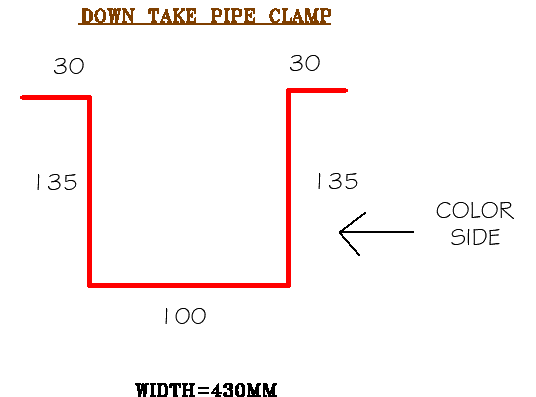 DOWN TAKE PIPE CLAMP
30
30
135
135
COLOR
SIDE
100
WIDTH=430MM